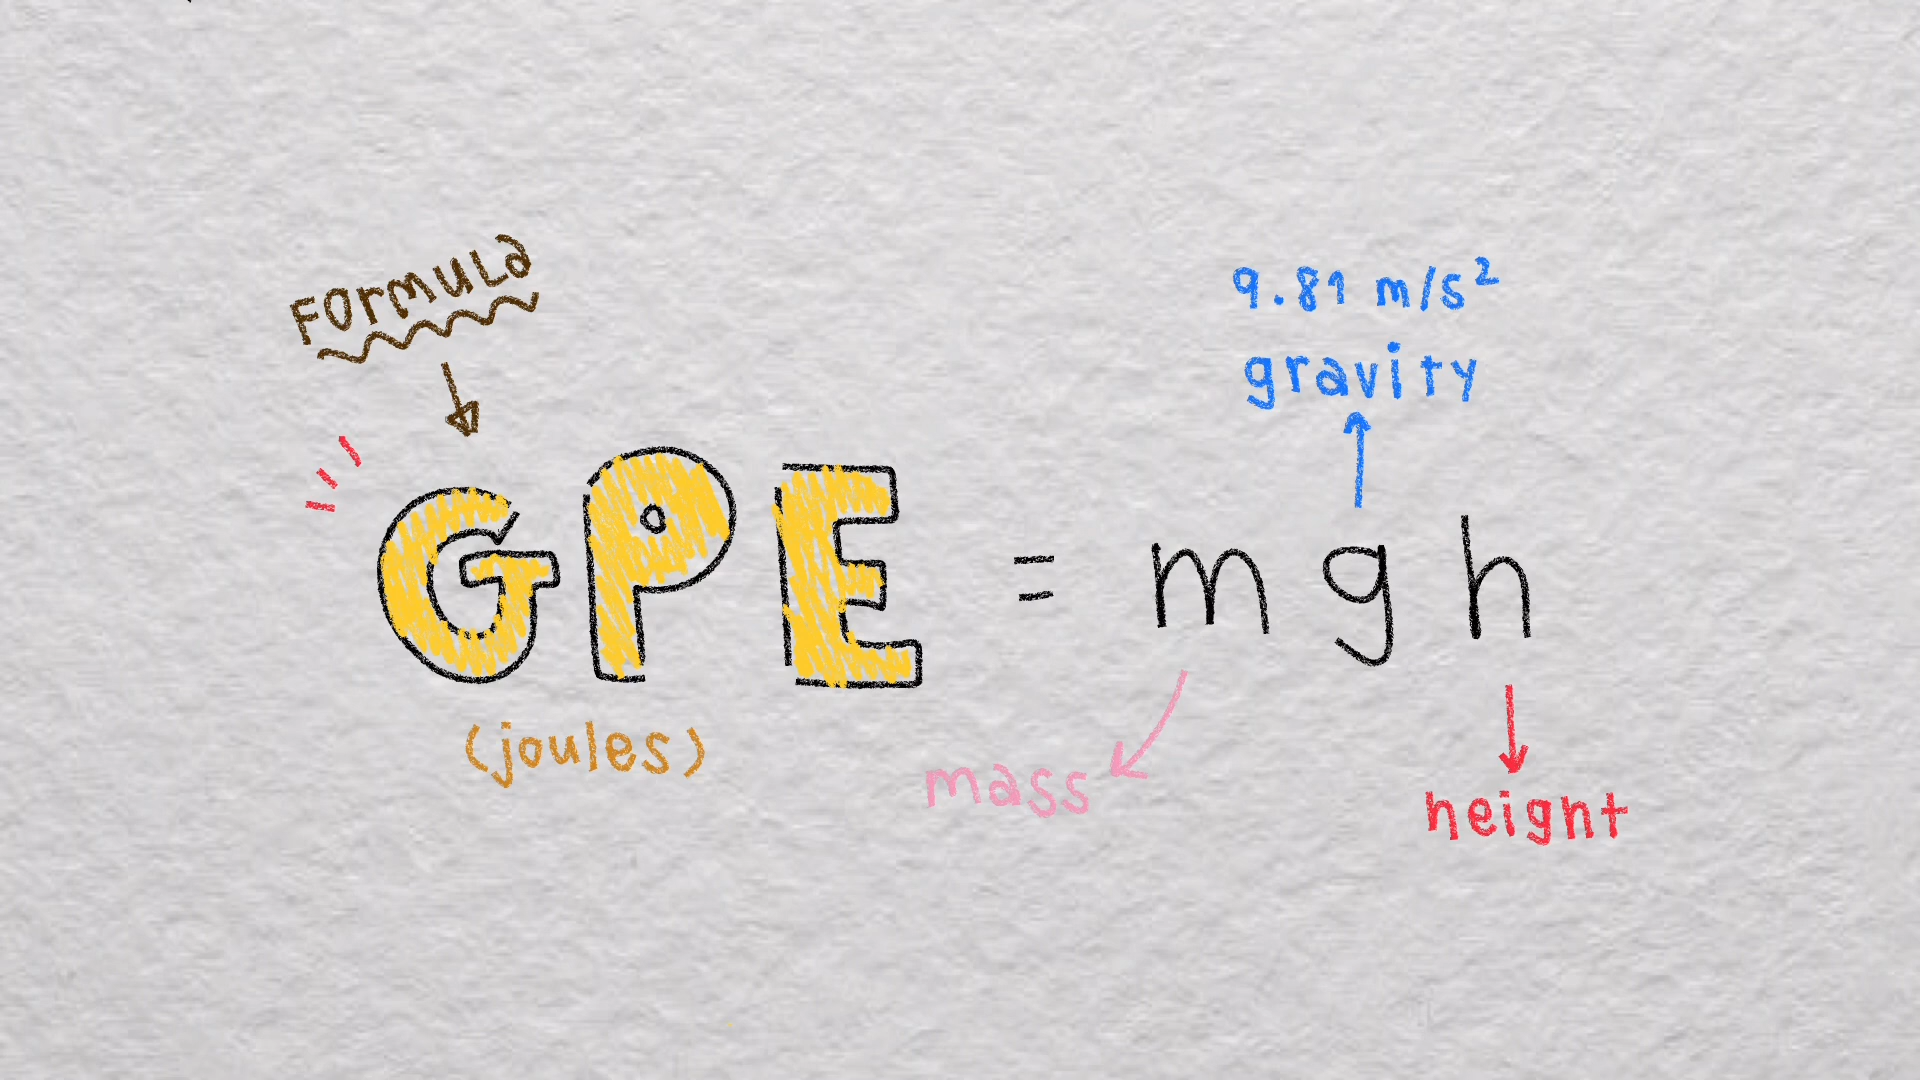 Formula
9.81 m/s²
gravity
GPE = mgh
(joules)
mass
height